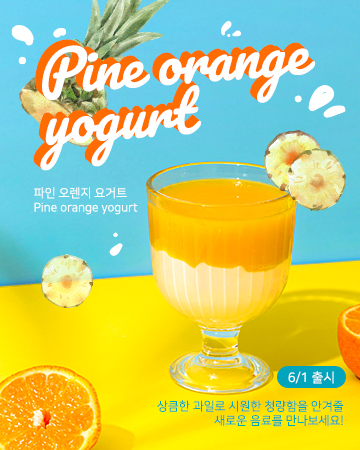 Pine orange
yogurt
파인 오렌지 요거트
Pine orange yogurt
6/1 출시
상큼한 과일로 시원한 청량함을 안겨줄
새로운 음료를 만나보세요!